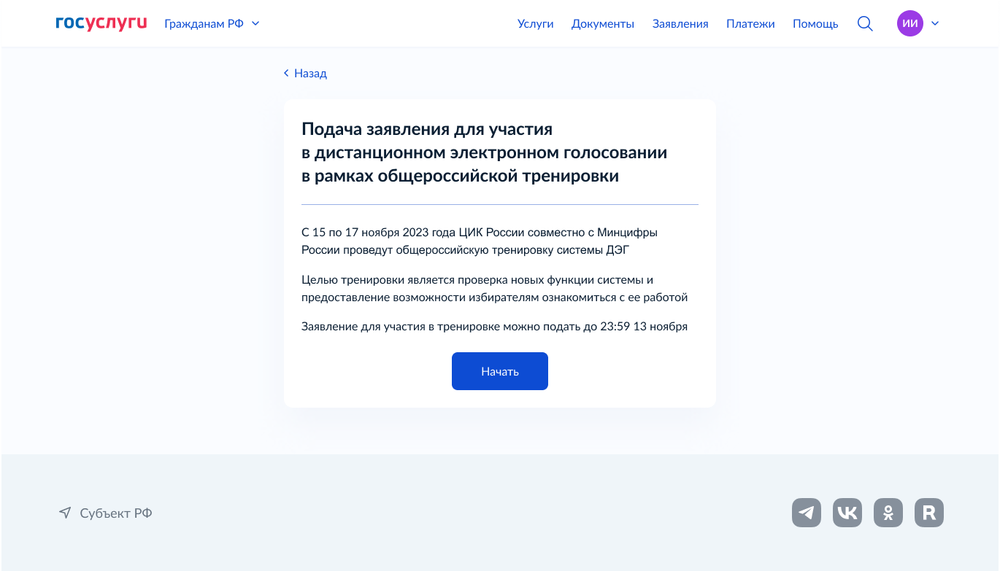 госуслуги Гражданам РФ Услуги Документы Заявления Платежи Помощь ИИ
Назад
Подача заявления для участия
в дистанционном электронном голосовании
в рамках общероссийской тренировки
С 15 по 17 ноября 2023 года ЦИК России совместно с Минцифры
России проведут общероссийскую тренировку системы ДЭГ
Целью тренировки является проверка новых функции системы и
предоставление возможности избирателям ознакомиться с ее работой
Заявление для участия в тренировке можно подать до 23:59 13 ноября
Начать
Субъект РФ